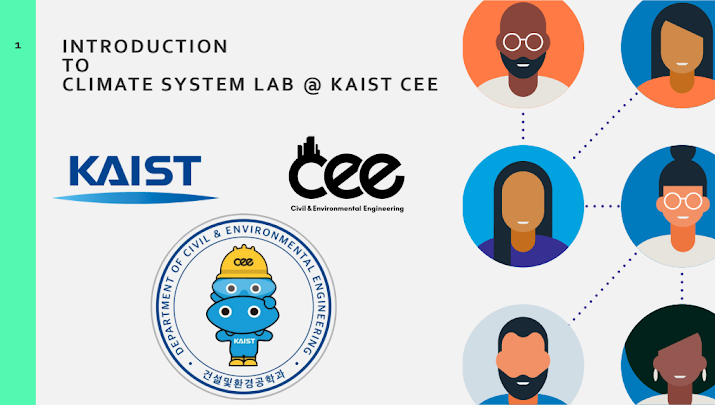 1
INTRODUCTION
TO
CLIMATE SYSTEM LAB @ KAIST CEE
KAIST
cee
Civil & Environmental Engineering
DEPARTMENT OF CIVIL & ENVIRONMENTAL ENGINEERING
cee
KAIST
건설및환경공학과